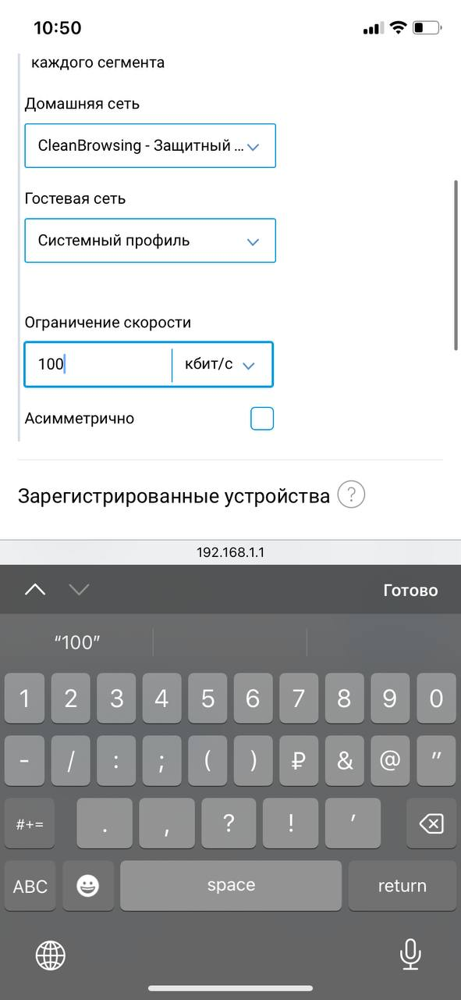 10:50
каждого сегмента
Домашняя сеть
CleanBrowsing - Защитный ...
Гостевая сеть
Системный профиль
Ограничение скорости
100 кбит/с
Асимметрично
Зарегистрированные устройства ?
192.168.1.1
Готово
“100”
1 2 3 4 5 6 7 8 9 0
- / : ; ( ) ₽ & @ "
#+= . , ? ! '
ABC space return